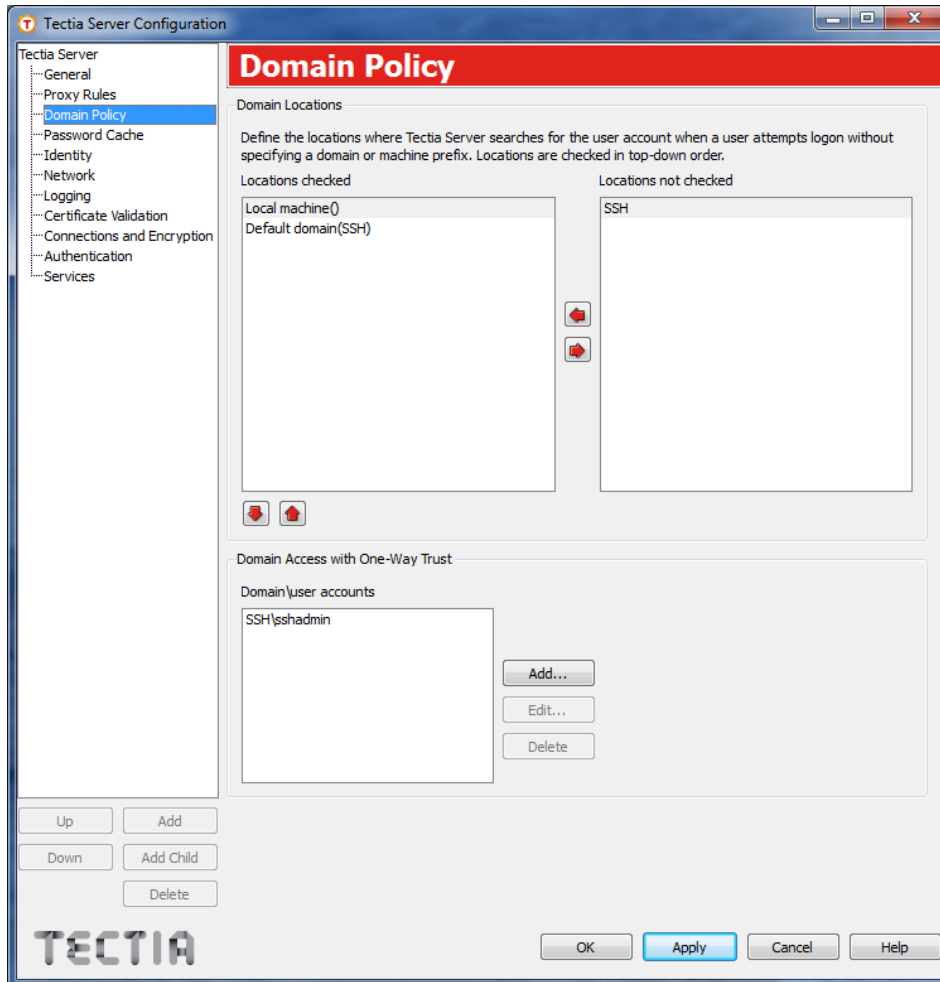 Tectia Server Configuration
Tectia Server
General
Proxy Rules
Domain Policy
Password Cache
Identity
Network
Logging
Certificate Validation
Connections and Encryption
Authentication
Services
Up
Add
Down
Add Child
Delete
TECTIA
Domain Policy
Domain Locations
Define the locations where Tectia Server searches for the user account when a user attempts logon without
specifying a domain or machine prefix. Locations are checked in top-down order.
Locations checked
Local machine()
Default domain(SSH)
Locations not checked
SSH
Domain Access with One-Way Trust
Domain\user accounts
SSH\sshadmin
Add...
Edit...
Delete
OK
Apply
Cancel
Help